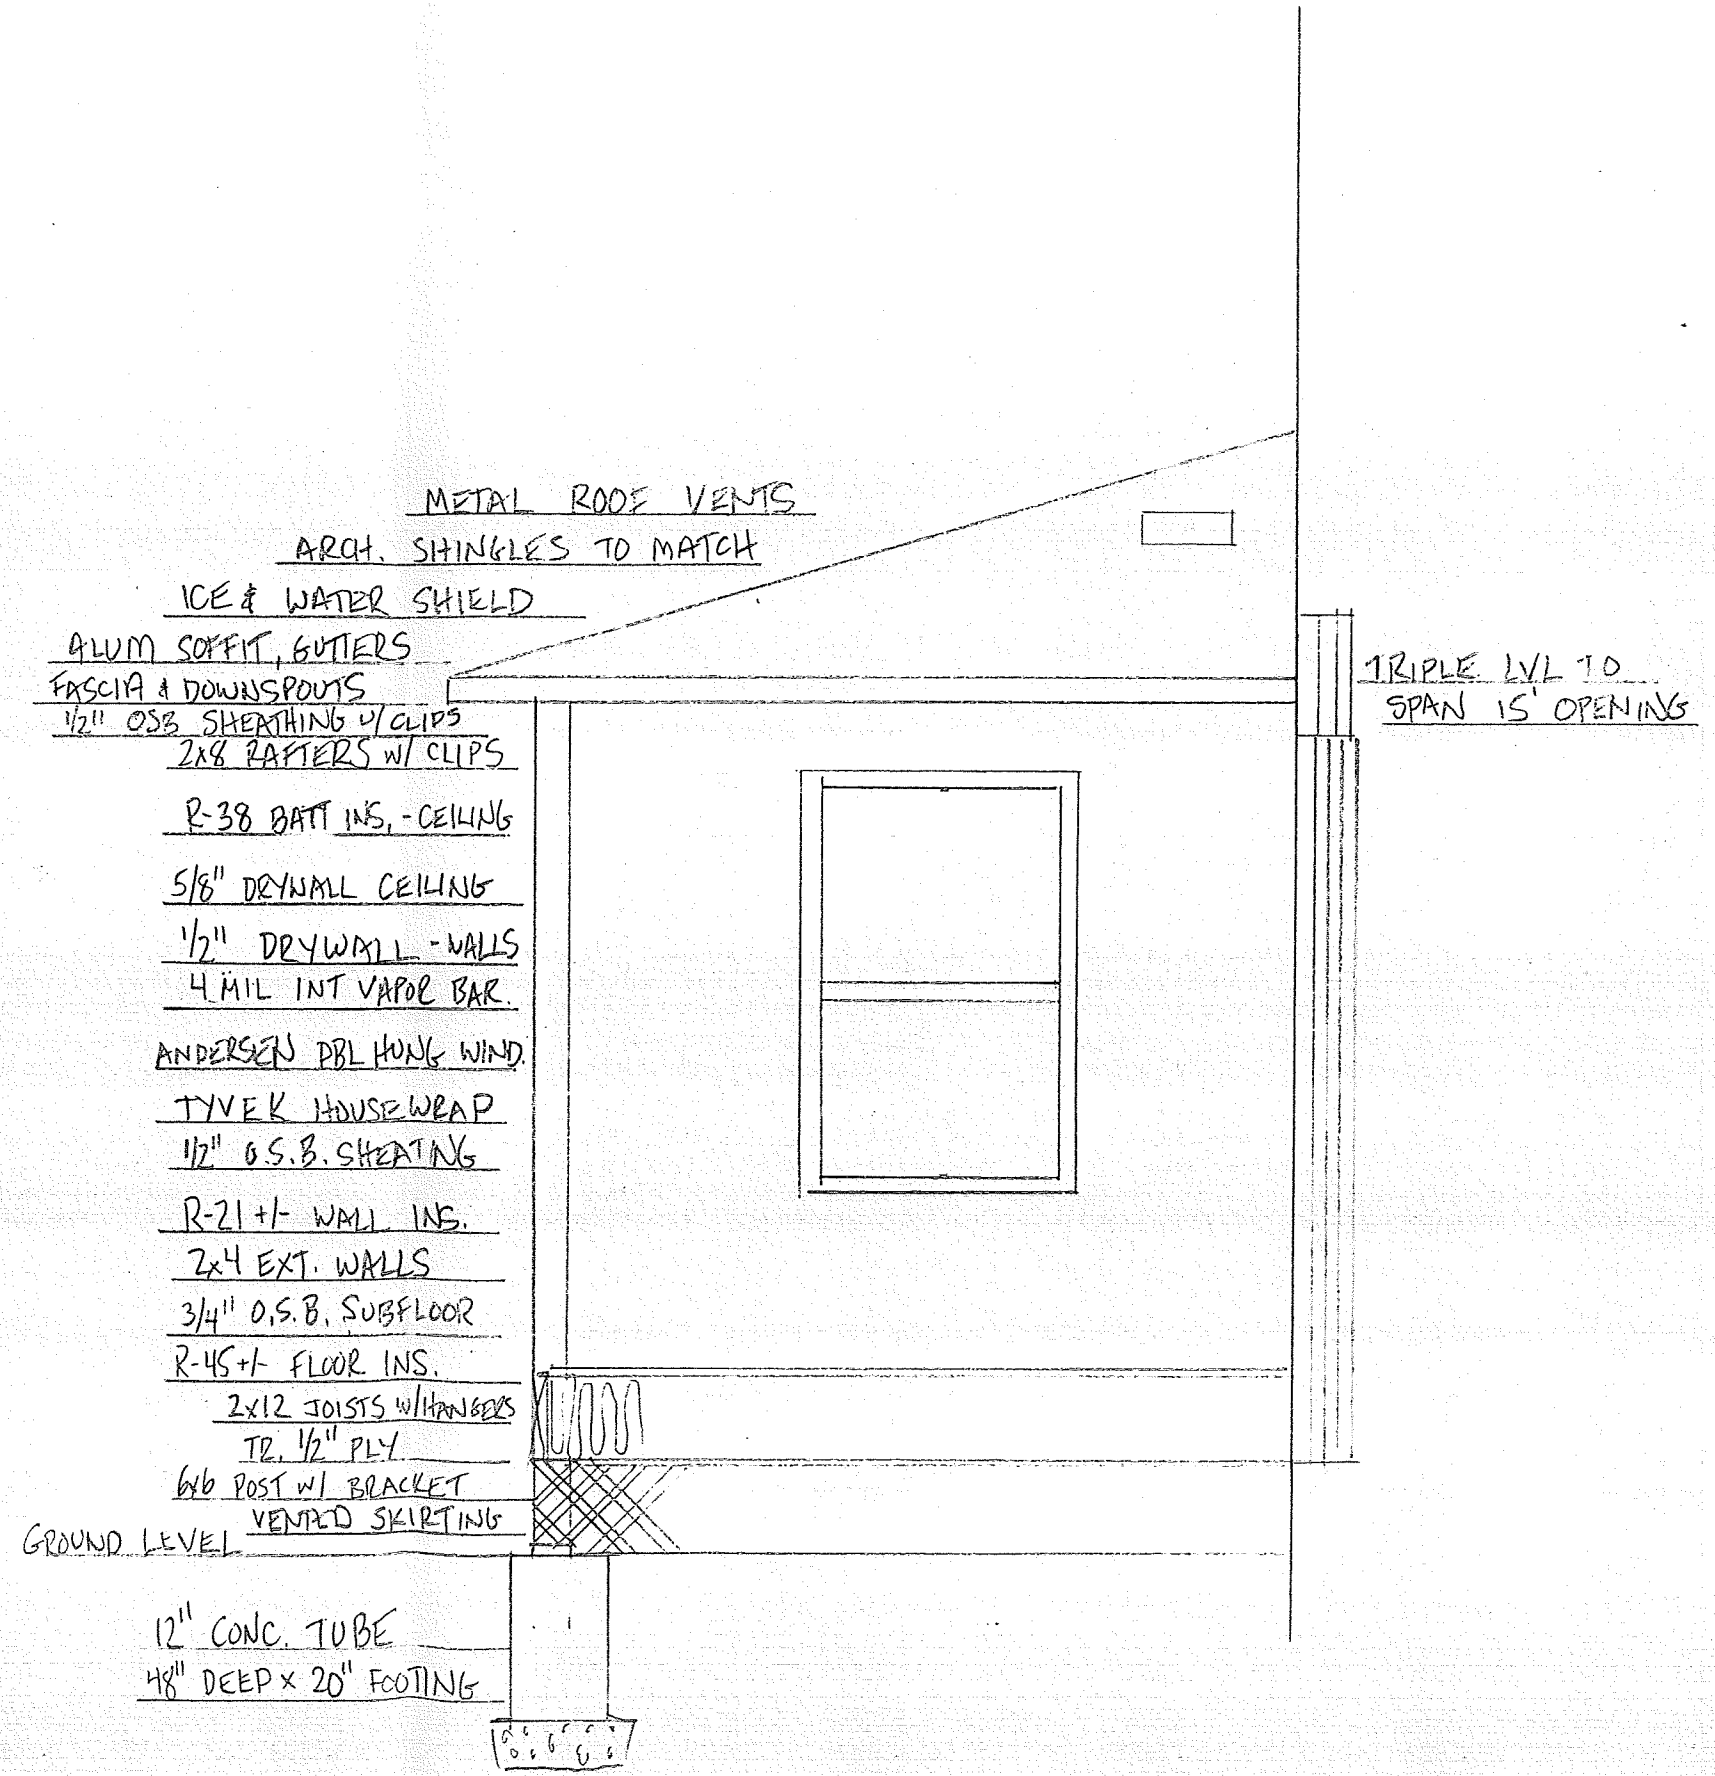 METAL ROOF VENTS
ARCH. SHINGLES TO MATCH
ICE & WATER SHIELD
ALUM SOFFIT, GUTTERS
FASCIA & DOWNSPOUTS
1/2" OSB SHEATHING W/ CLIPS
2x8 RAFTERS W/ CLIPS
R-38 BATT INS. - CEILING
5/8" DRYWALL CEILING
1/2" DRYWALL - WALLS
4 MIL INT VAPOR BAR.
ANDERSEN DBL HUNG WIND.
TYVEK HOUSEWRAP
1/2" O.S.B. SHEATING
R-21 +/- WALL INS.
2x4 EXT. WALLS
3/4" O.S.B. SUBFLOOR
R-45 +/- FLOOR INS.
2x12 JOISTS W/HANGERS
TR. 1/2" PLY
6x6 POST W/ BRACKET
VENTED SKIRTING
GROUND LEVEL
12" CONC. TUBE
48" DEEP x 20" FOOTING
TRIPLE LVL TO
SPAN 15' OPENING